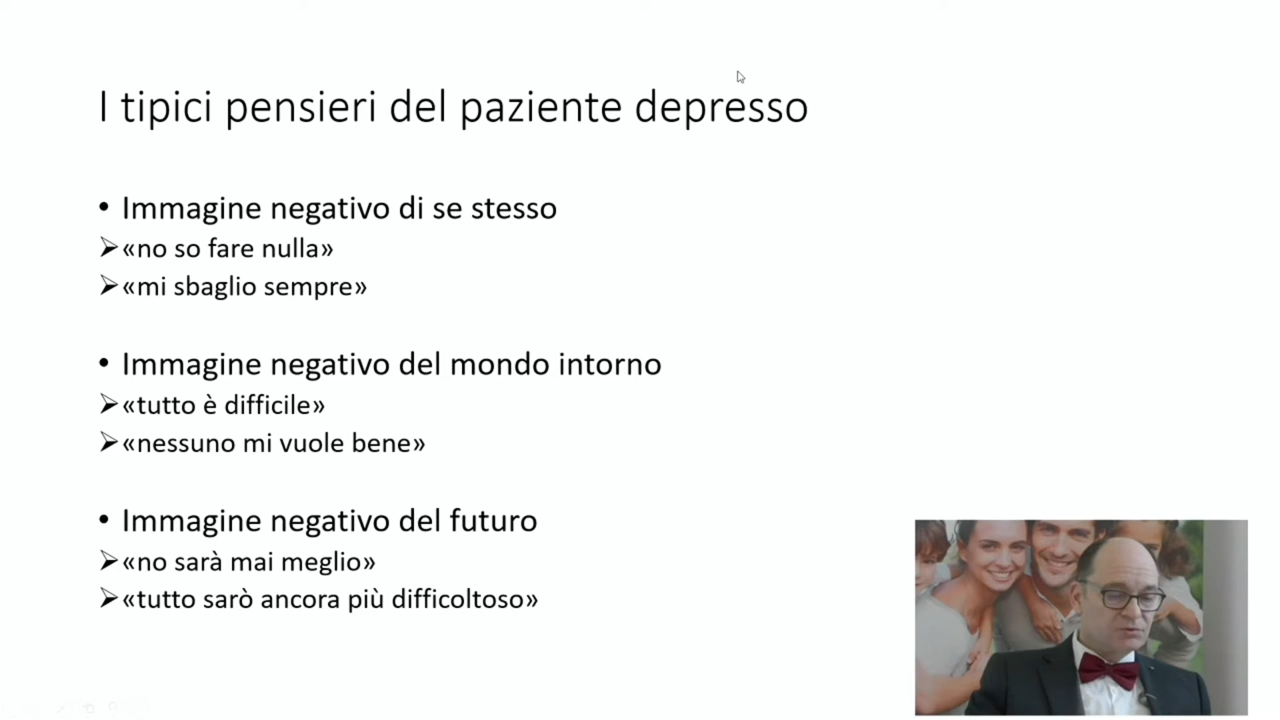 I tipici pensieri del paziente depresso
• Immagine negativo di se stesso
➢«no so fare nulla»
➢«mi sbaglio sempre»
• Immagine negativo del mondo intorno
➢«tutto è difficile»
➢«nessuno mi vuole bene»
• Immagine negativo del futuro
➢«no sarà mai meglio»
➢«tutto sarò ancora più difficoltoso»